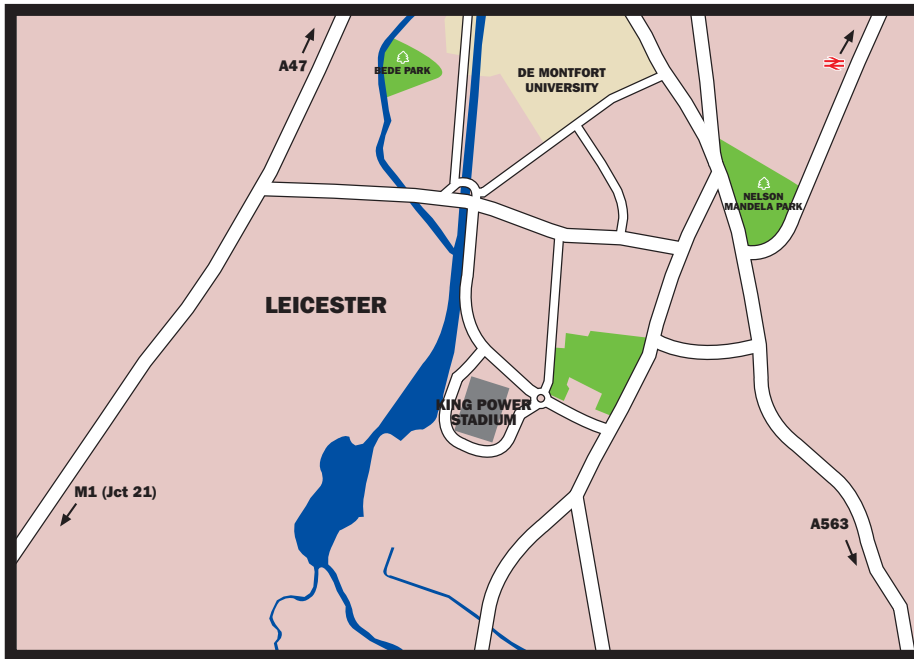 A47
BEDE PARK
DE MONTFORT
UNIVERSITY
NELSON
MANDELA PARK
LEICESTER
KING POWER
STADIUM
M1 (Jct 21)
A563